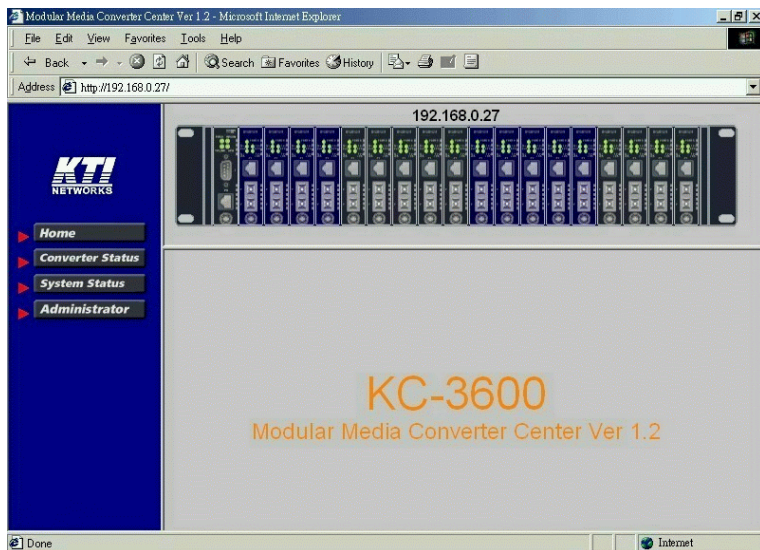 Modular Media Converter Center Ver 1.2 - Microsoft Internet Explorer
File Edit View Favorites Tools Help
Back Search Favorites History
Address http://192.168.0.27/
192.168.0.27
KTI
NETWORKS
Home
Converter Status
System Status
Administrator
KC-3600
Modular Media Converter Center Ver 1.2
Done Internet